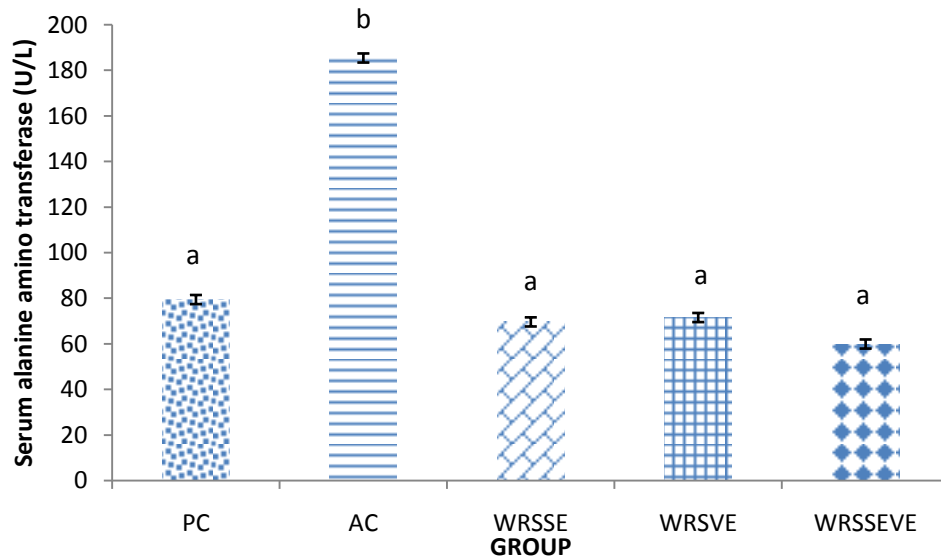 Serum alanine amino transferase (U/L)
200
180
160
140
120
100
80
60
40
20
0
a
b
a
a
a
PC AC WRSSE WRSVE WRSSEVE
GROUP